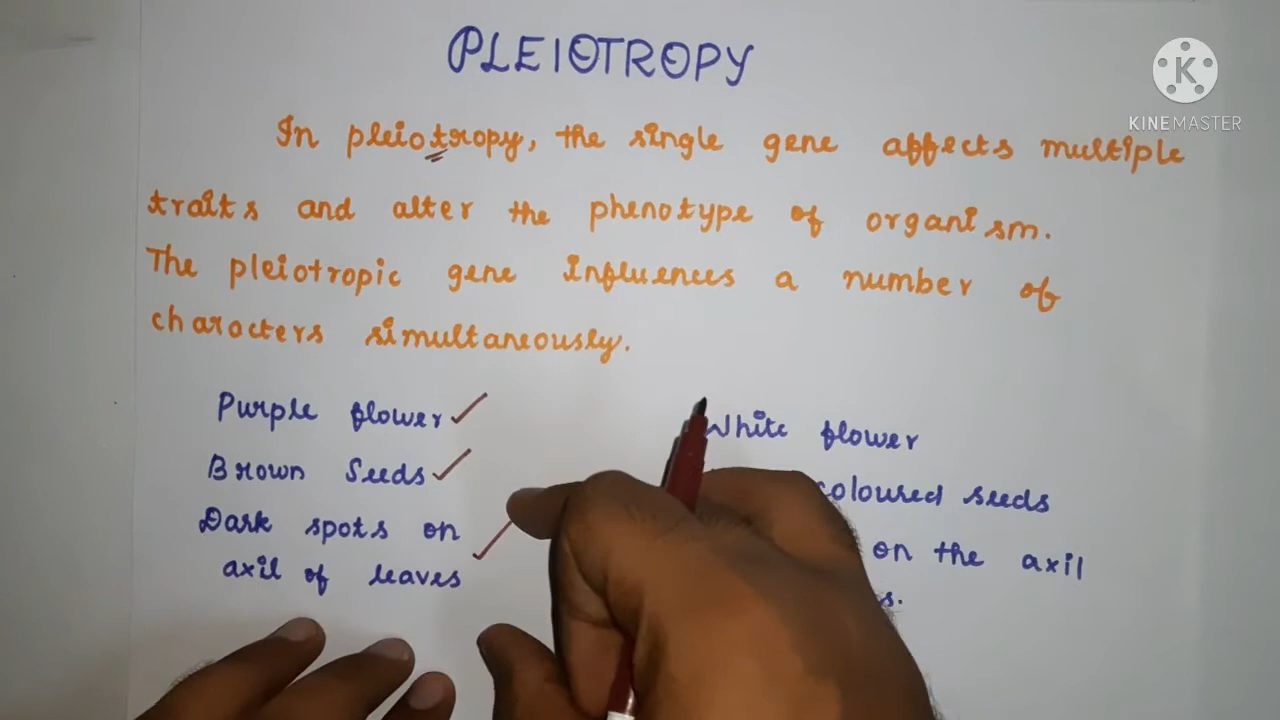 PLEIOTROPY
In pleiotropy, the single gene affects multiple
traits and alter the phenotype of organism.
The pleiotropic gene influences a number of
characters simultaneously.
Purple flower
Brown Seeds
Dark spots on
axil of leaves
White flower
coloured seeds
on the axil
K
KINEMASTER